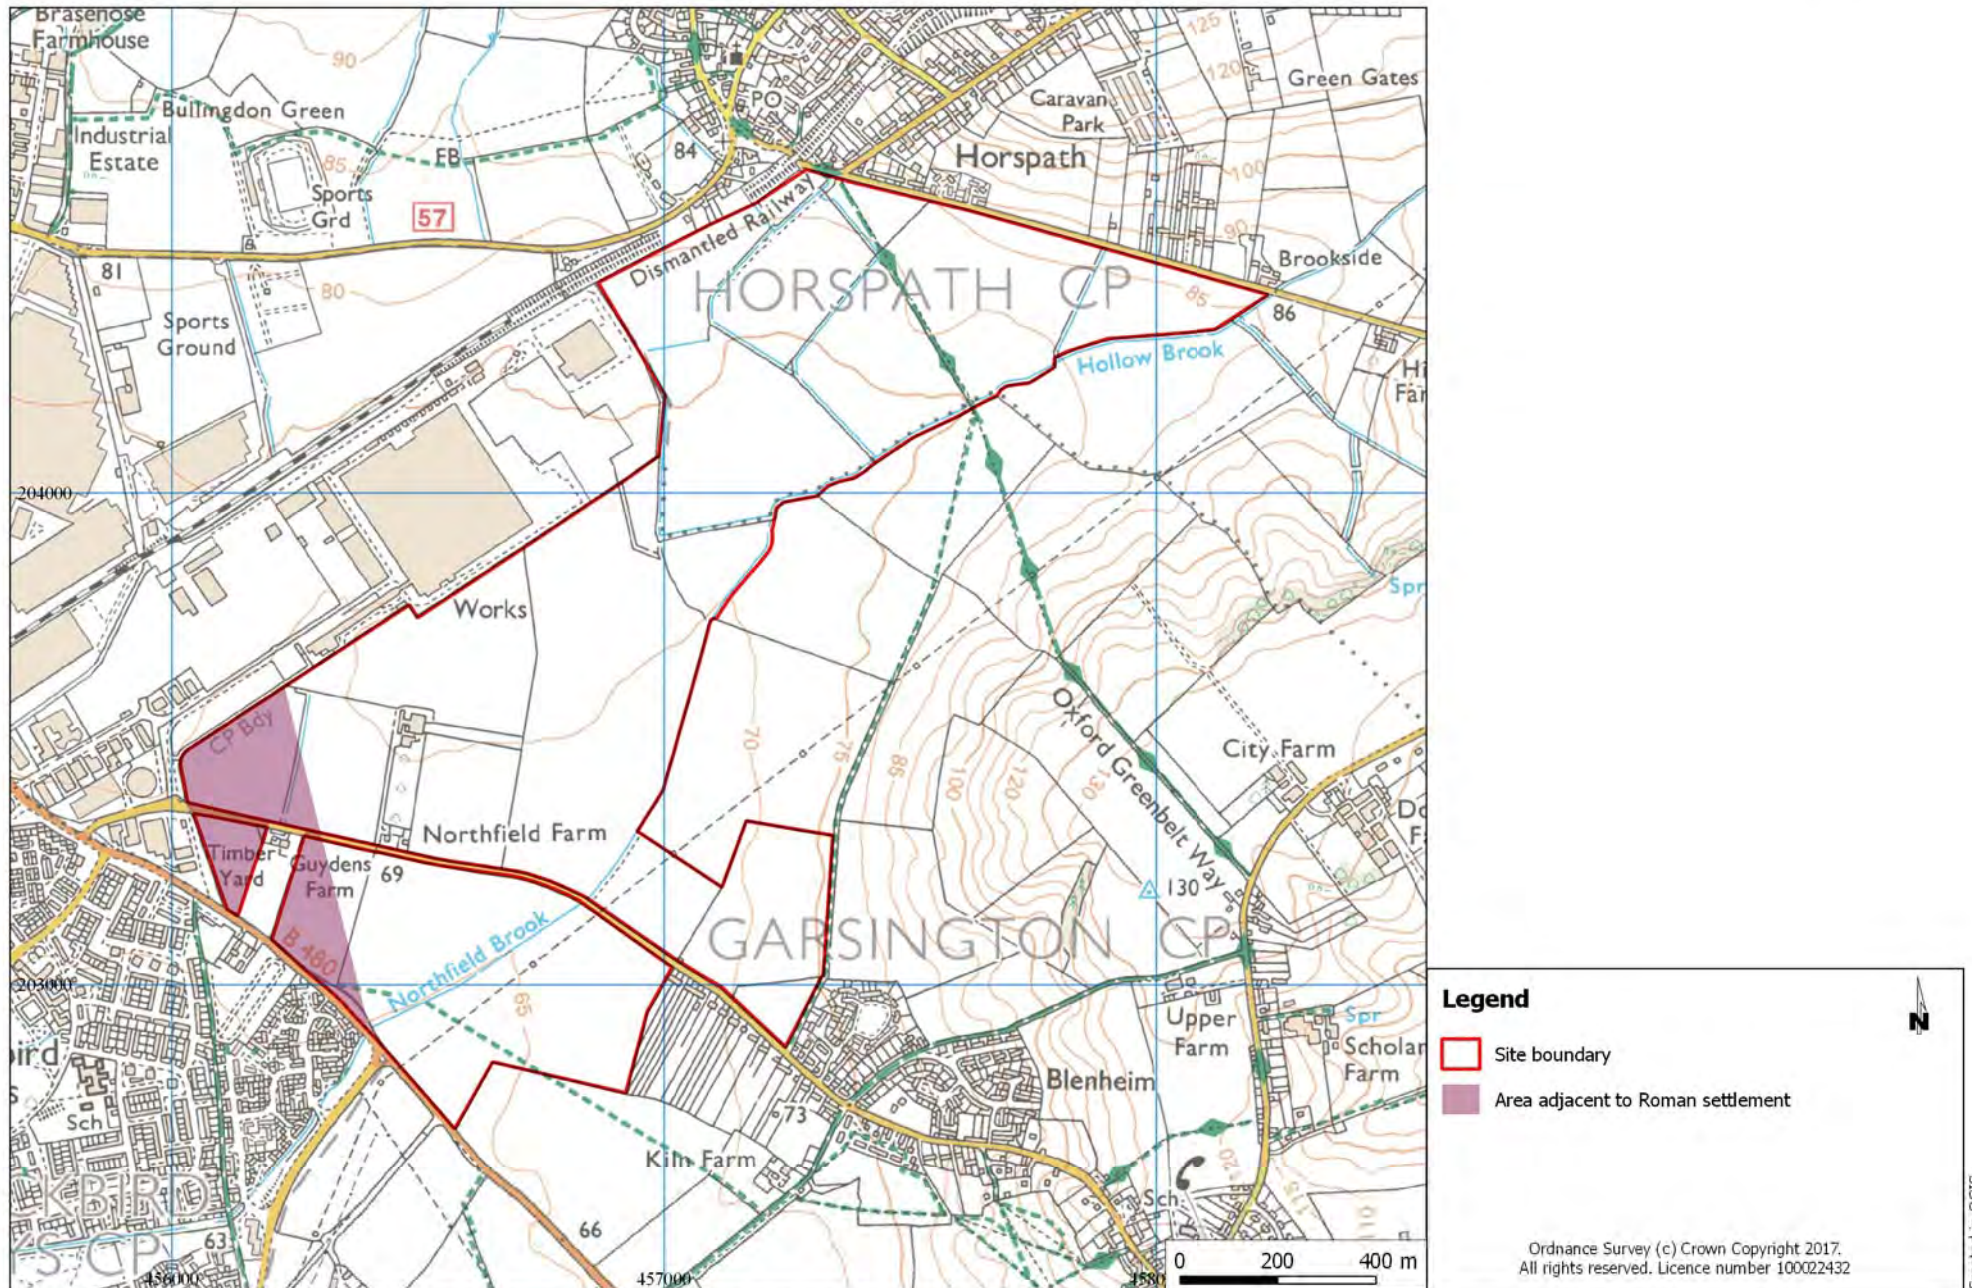 Brasenose
Farmhouse
90
125
120
Green Gates
Bullingdon Green
PO
Caravan
Park
Industrial
Estate
FB
84
Horspath
85
100
Sports
Grd
57
90
Brookside
81
Dismantled Railway
80
HORSPATH CP
85
86
Sports
Ground
Hollow Brook
204000
Works
Spr
CP Bdy
70
75
85
100
120
130
Oxford Greenbelt Way
City Farm
Northfield Farm
Timber
Yard
Guydens
Farm
69
130
B 480
Northfield Brook
GARSINGTON CP
203000
65
Upper
Farm
Spr
Scholar
Farm
Sch
Blenheim
73
Kiln Farm
Sch
120
115
66
63
456000
457000
0 200 400 m
Legend
N
Site boundary
Area adjacent to Roman settlement
Ordnance Survey (c) Crown Copyright 2017.
All rights reserved. Licence number 100022432